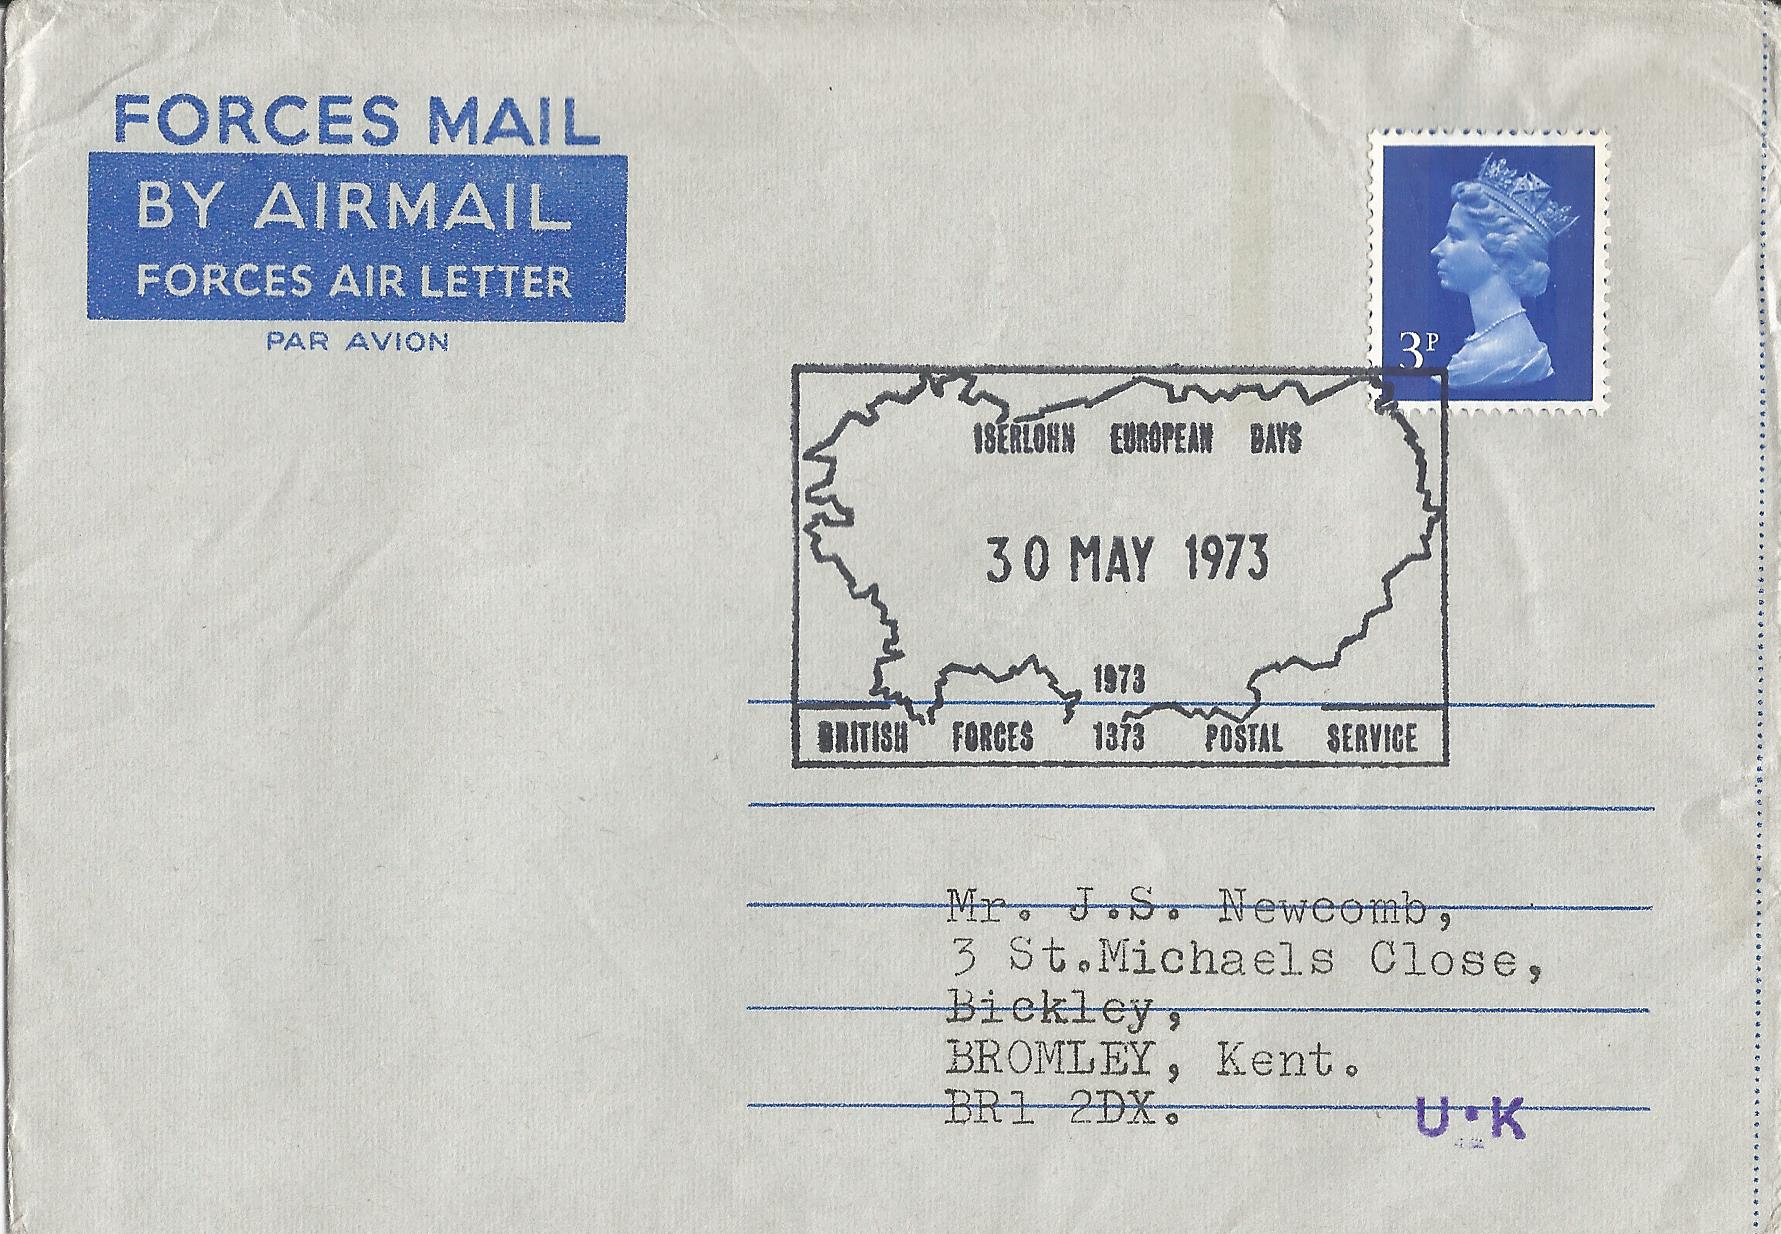 FORCES MAIL
BY AIRMAIL
FORCES AIR LETTER
PAR AVION
3P
ISERLOHN EUROPEAN DAYS
30 MAY 1973
1973
BRITISH FORCES 1373 POSTAL SERVICE
Mr. J.S. Newcomb,
3 St.Michaels Close,
Bickley,
BROMLEY, Kent.
BR1 2DX.
U.K